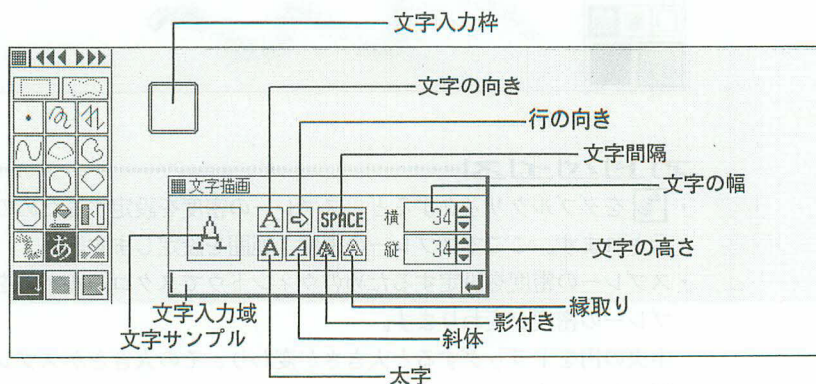 文字入力枠
文字の向き
行の向き
文字間隔
文字の幅
文字描画
A
SPACE
横
34
A
縦
34
文字の高さ
A
A
A
A
あ
文字入力域
文字サンプル
縁取り
影付き
斜体
太字